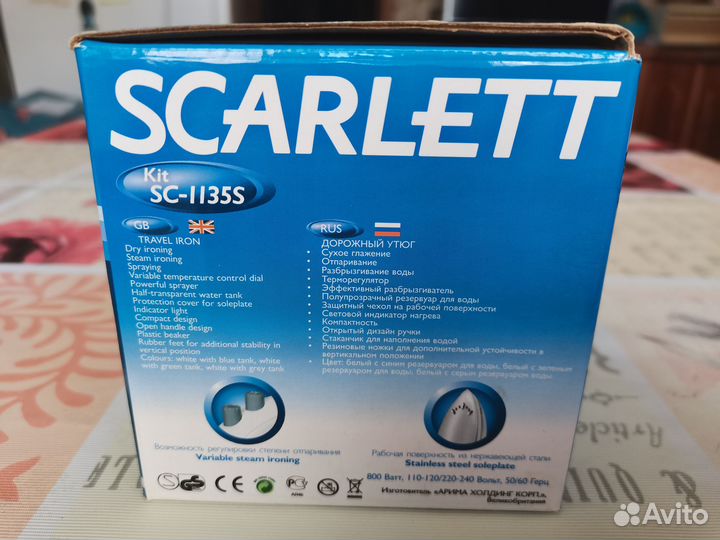 SCARLETT
Kit
SC-1135S
GB
TRAVEL IRON
Dry ironing
Steam ironing
Spraying
Variable temperature control dial
Powerful sprayer
Half-transparent water tank
Protection cover for soleplate
Indicator light
Compact design
Open handle design
Plastic beaker
Rubber feet for additional stability in
vertical position
Colours: white with blue tank, white
with green tank, white with grey tank
RUS
ДОРОЖНЫЙ УТЮГ
• Сухое глажение
• Отпаривание
• Разбрызгивание воды
• Терморегулятор
• Эффективный разбрызгиватель
• Полупрозрачный резервуар для воды
• Защитный чехол на рабочей поверхности
• Световой индикатор нагрева
• Компактность
• Открытый дизайн ручки
• Стаканчик для наполнения водой
• Резиновые ножки для дополнительной устойчивости в
вертикальном положении
• Цвет: белый с синим резервуаром для воды, белый с зеленым
резервуаром для воды, белый с серым резервуаром для воды
Возможность регулировки степени отпаривания
Variable steam ironing
Рабочая поверхность из нержавеющей стали
Stainless steel soleplate
800 Ватт, 110-120/220-240 Вольт, 50/60 Герц
Изготовитель «АРИМА ХОЛДИНГ КОРП.»,
Великобритания
Article
& QUI
Avito